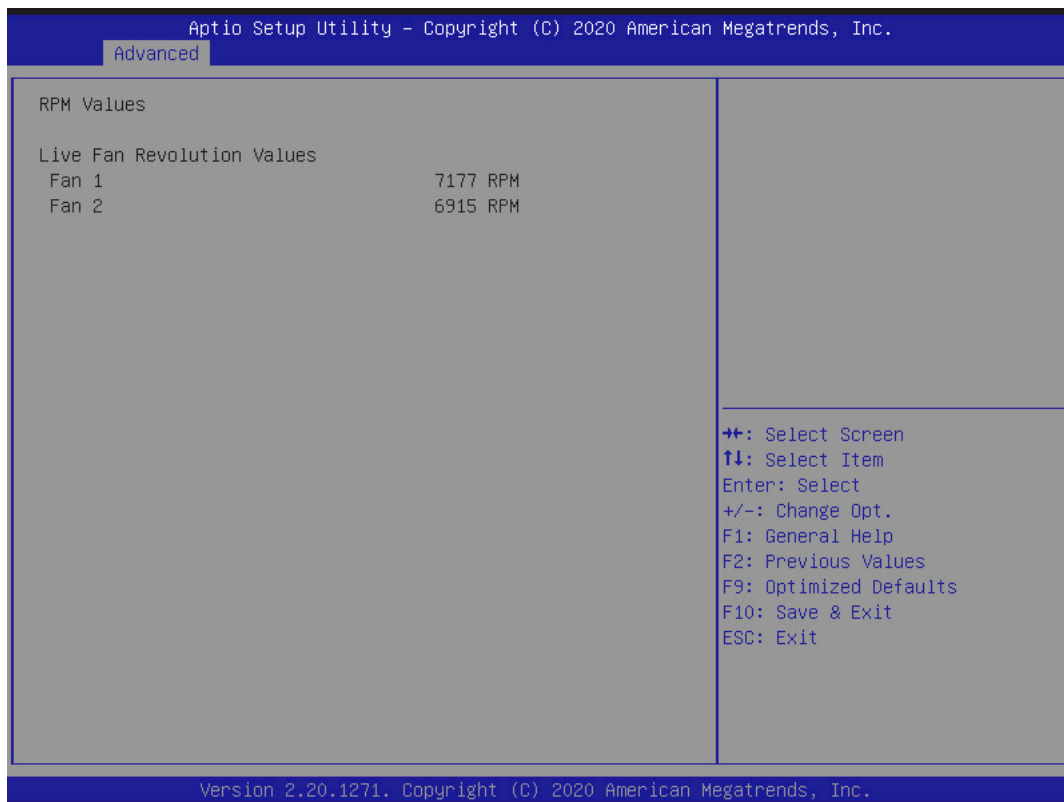 Aptio Setup Utility – Copyright (C) 2020 American Megatrends, Inc.
Advanced
RPM Values
Live Fan Revolution Values
Fan 1 7177 RPM
Fan 2 6915 RPM
→←: Select Screen
↑↓: Select Item
Enter: Select
+/-: Change Opt.
F1: General Help
F2: Previous Values
F9: Optimized Defaults
F10: Save & Exit
ESC: Exit
Version 2.20.1271. Copyright (C) 2020 American Megatrends, Inc.